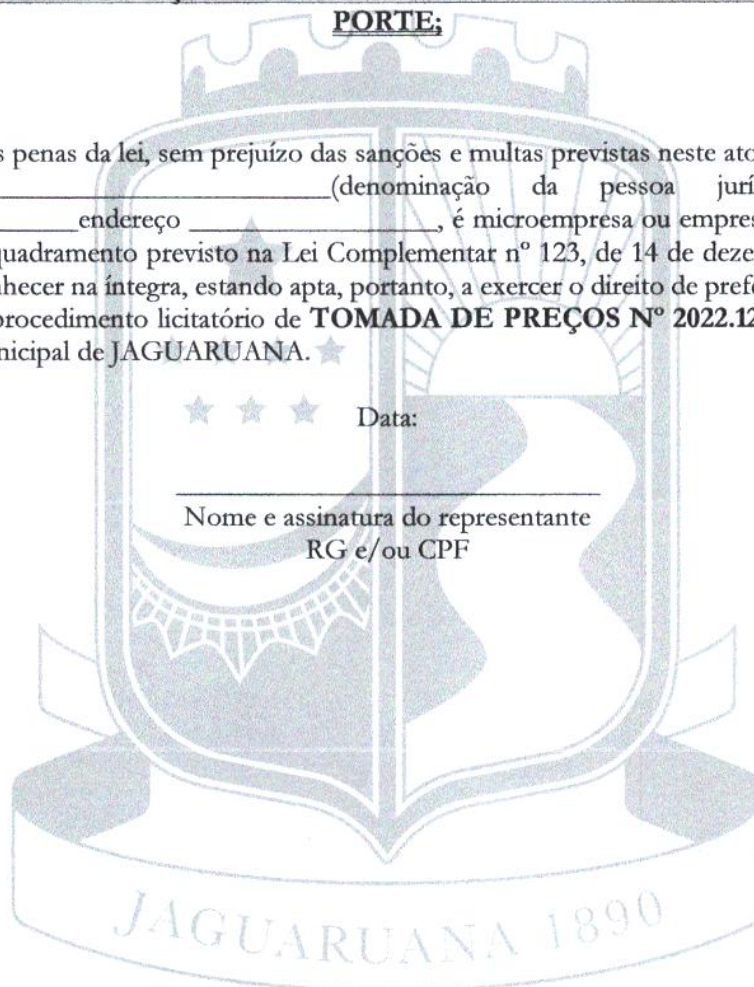 PORTE;
s penas da lei, sem prejuízo das sanções e multas previstas neste ato
____________________(denominação da pessoa jurí
______endereço __________________, é microempresa ou empres
quadramento previsto na Lei Complementar nº 123, de 14 de deze
nhecer na íntegra, estando apta, portanto, a exercer o direito de prefe
procedimento licitatório de TOMADA DE PREÇOS Nº 2022.12
nicipal de JAGUARUANA.
Data:
Nome e assinatura do representante
RG e/ou CPF
JAGUARUANA 1890